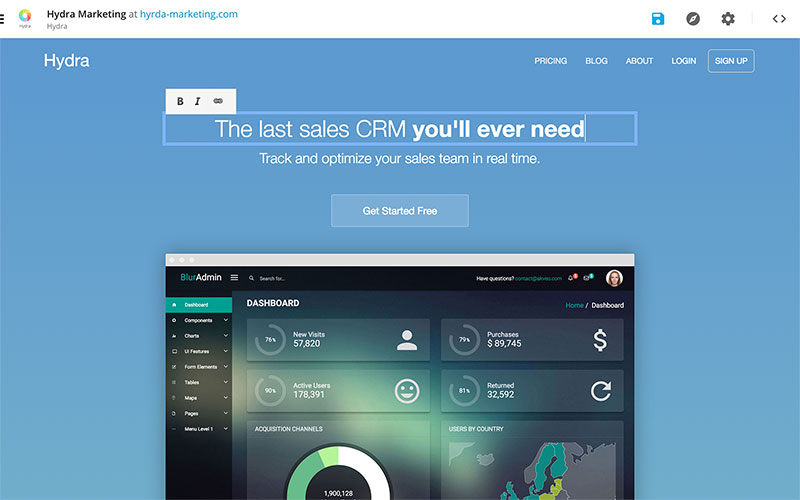 Hydra Marketing at hyrda-marketing.com
Hydra
Hydra
PRICING BLOG ABOUT LOGIN SIGN UP
B I
The last sales CRM you'll ever need
Track and optimize your sales team in real time.
Get Started Free
BlurAdmin Search for... Have questions? contact@akveo.com
Dashboard
Components
Charts
UI Features
Form Elements
Tables
Maps
Pages
Menu Level 1
DASHBOARD
Home / Dashboard
76% New Visits
57,820
79% Purchases
$ 89,745
90% Active Users
178,391
81% Returned
32,592
ACQUISITION CHANNELS
1,900,128
USERS BY COUNTRY